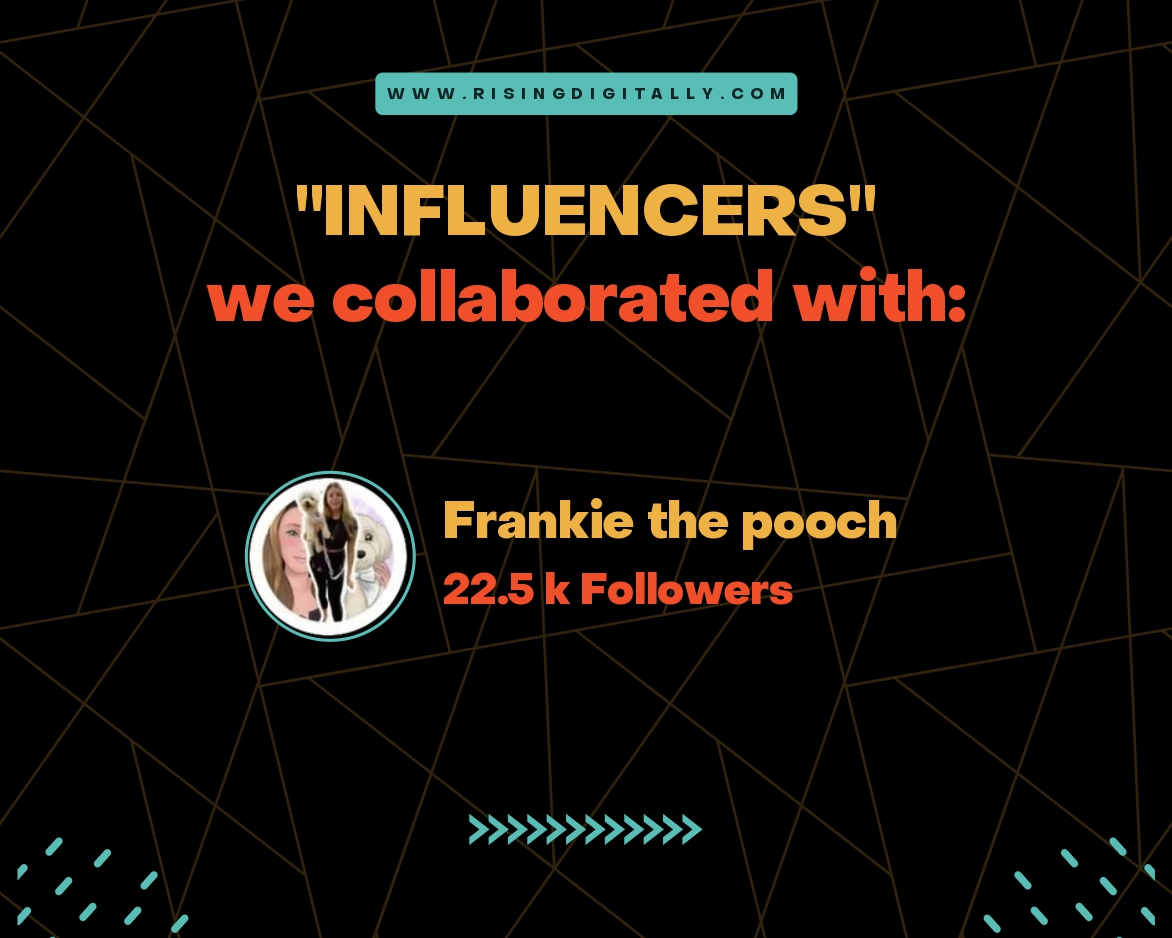 WWW.RISINGDIGITALLY.COM
"INFLUENCERS"
we collaborated with:
Frankie the pooch
22.5 k Followers